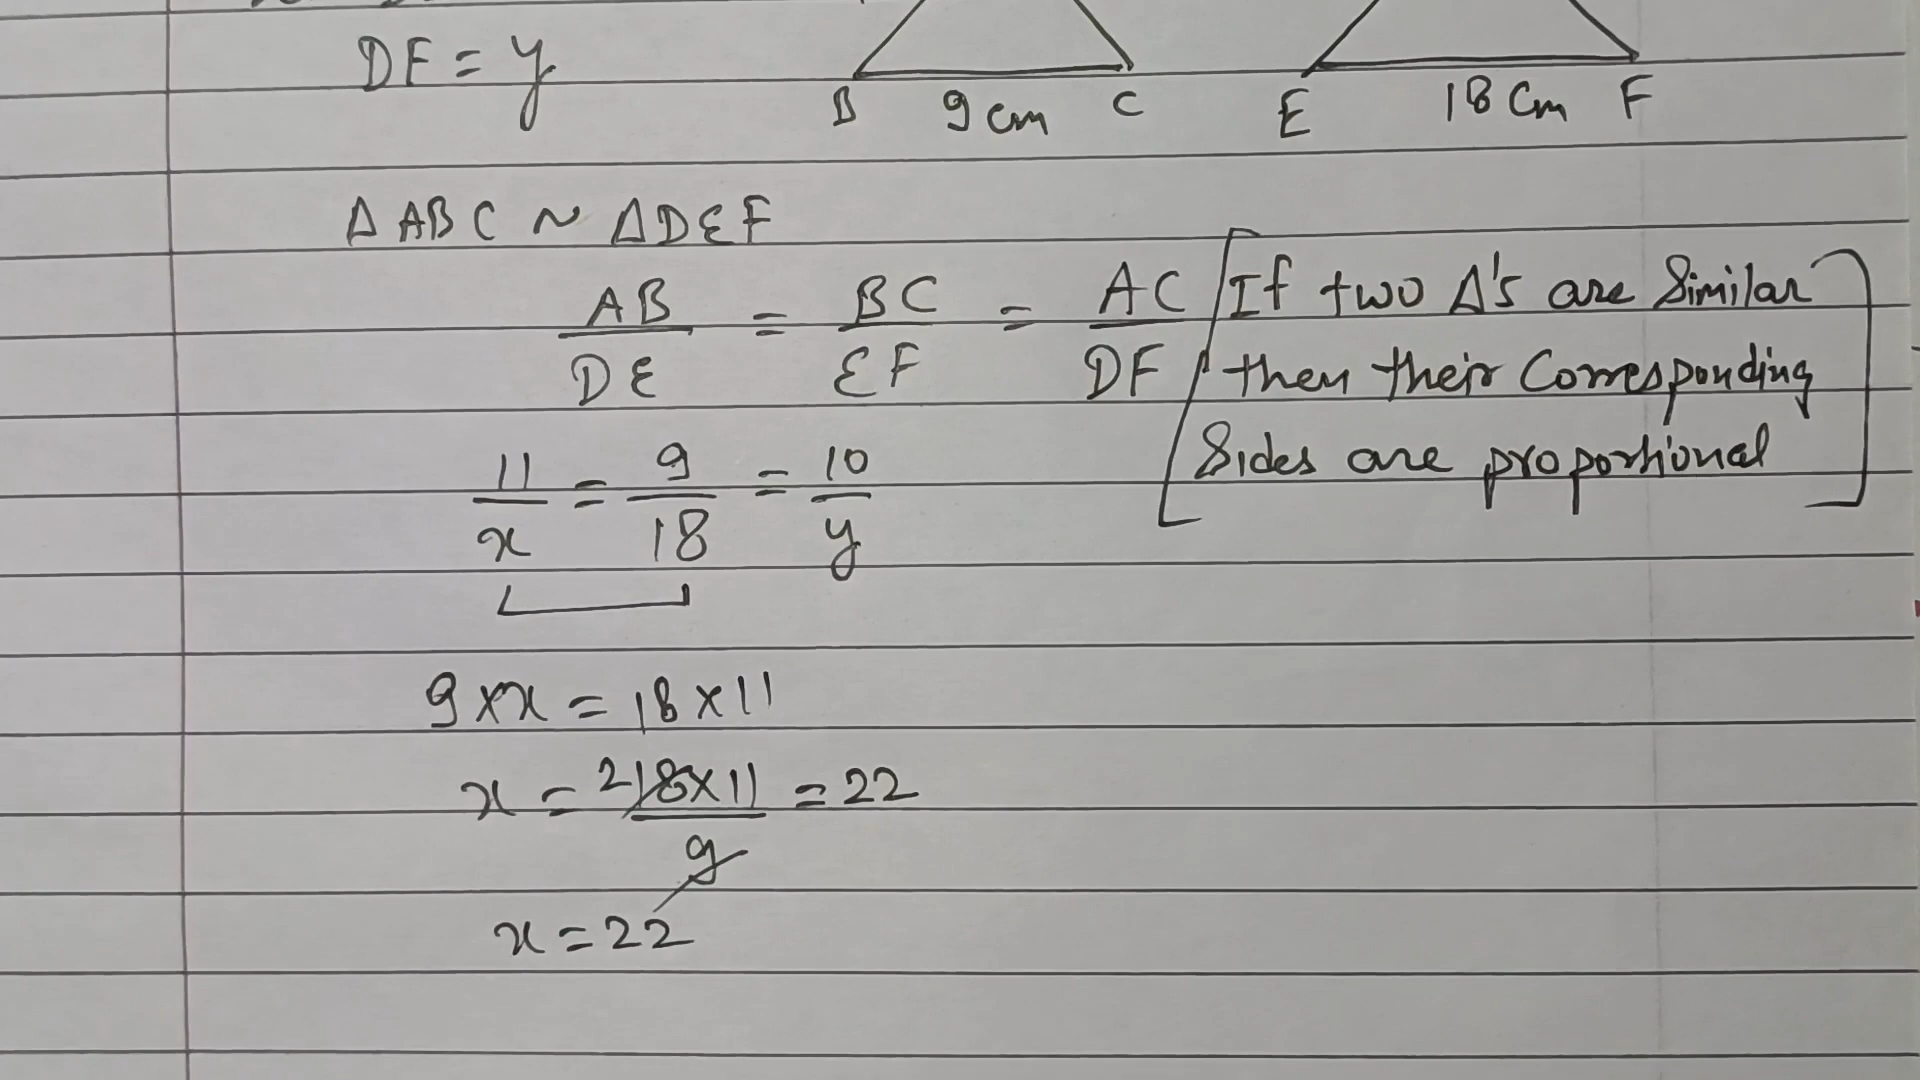 DF = y
B 9 cm C E 18 cm F
Δ ABC ~ ΔDEF
AB/DE = BC/EF = AC/DF [If two Δ's are Similar
then their Corresponding
Sides are proportional]
11/x = 9/18 = 10/y
9 × x = 18 × 11
x = 2 18×11/9 = 22
x = 22